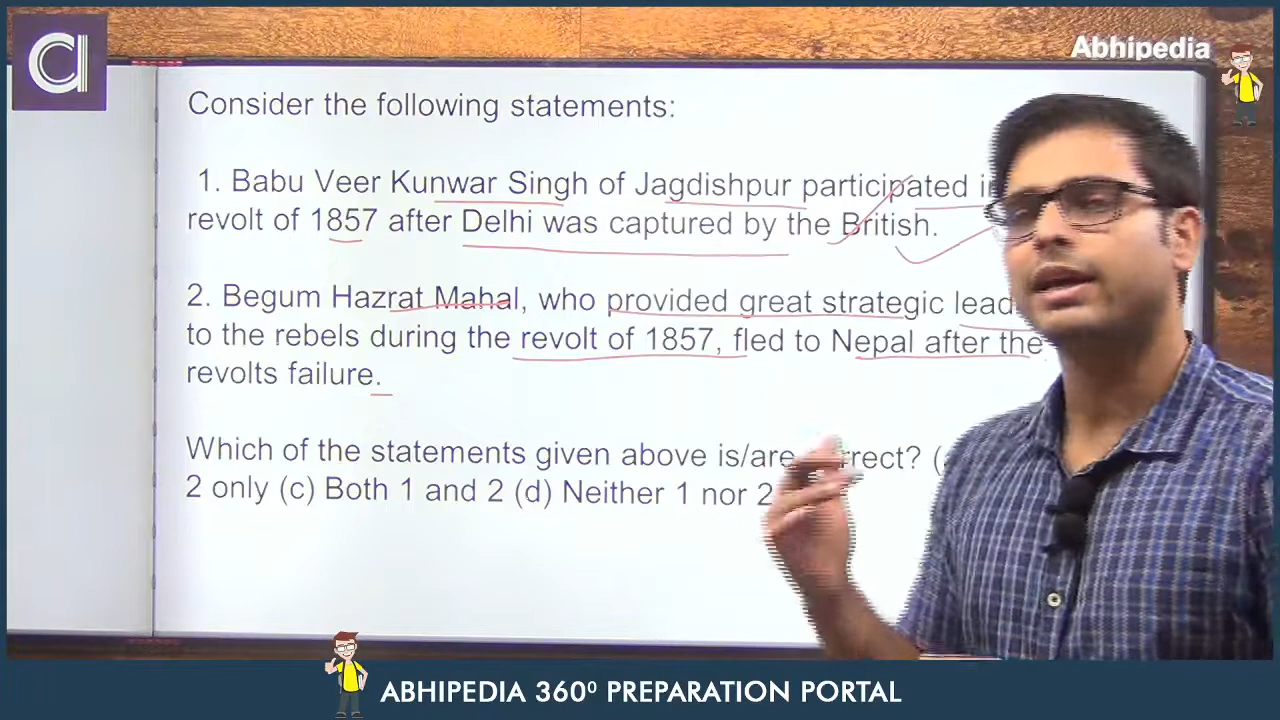 Abhipedia
Consider the following statements:
1. Babu Veer Kunwar Singh of Jagdishpur participated
revolt of 1857 after Delhi was captured by the British.
2. Begum Hazrat Mahal, who provided great strategic
to the rebels during the revolt of 1857, fled to Nepal after the
revolts failure.
Which of the statements given above is/are
2 only (c) Both 1 and 2 (d) Neither 1 nor 2
ABHIPEDIA 360⁰ PREPARATION PORTAL